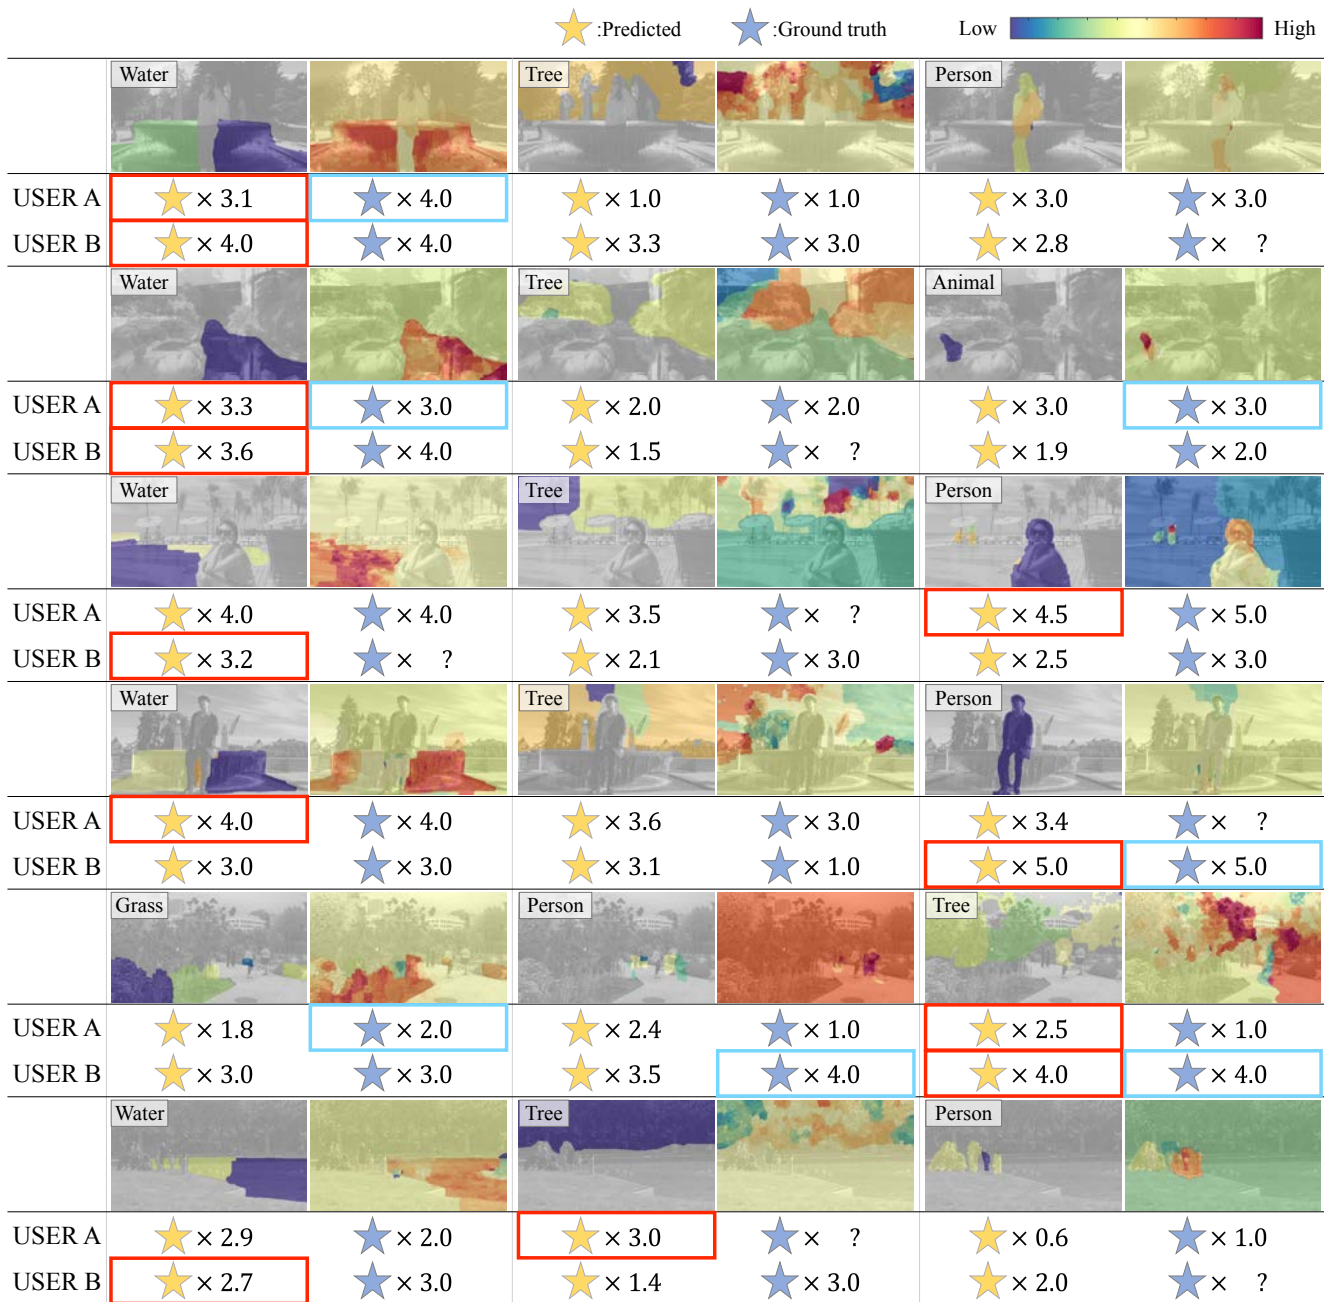 :Predicted :Ground truth Low High
Water Tree Person
USER A × 3.1 × 4.0 × 1.0 × 1.0 × 3.0 × 3.0
USER B × 4.0 × 4.0 × 3.3 × 3.0 × 2.8 × ?
Water Tree Animal
USER A × 3.3 × 3.0 × 2.0 × 2.0 × 3.0 × 3.0
USER B × 3.6 × 4.0 × 1.5 × ? × 1.9 × 2.0
Water Tree Person
USER A × 4.0 × 4.0 × 3.5 × ? × 4.5 × 5.0
USER B × 3.2 × ? × 2.1 × 3.0 × 2.5 × 3.0
Water Tree Person
USER A × 4.0 × 4.0 × 3.6 × 3.0 × 3.4 × ?
USER B × 3.0 × 3.0 × 3.1 × 1.0 × 5.0 × 5.0
Grass Person Tree
USER A × 1.8 × 2.0 × 2.4 × 1.0 × 2.5 × 1.0
USER B × 3.0 × 3.0 × 3.5 × 4.0 × 4.0 × 4.0
Water Tree Person
USER A × 2.9 × 2.0 × 3.0 × ? × 0.6 × 1.0
USER B × 2.7 × 3.0 × 1.4 × 3.0 × 2.0 × ?